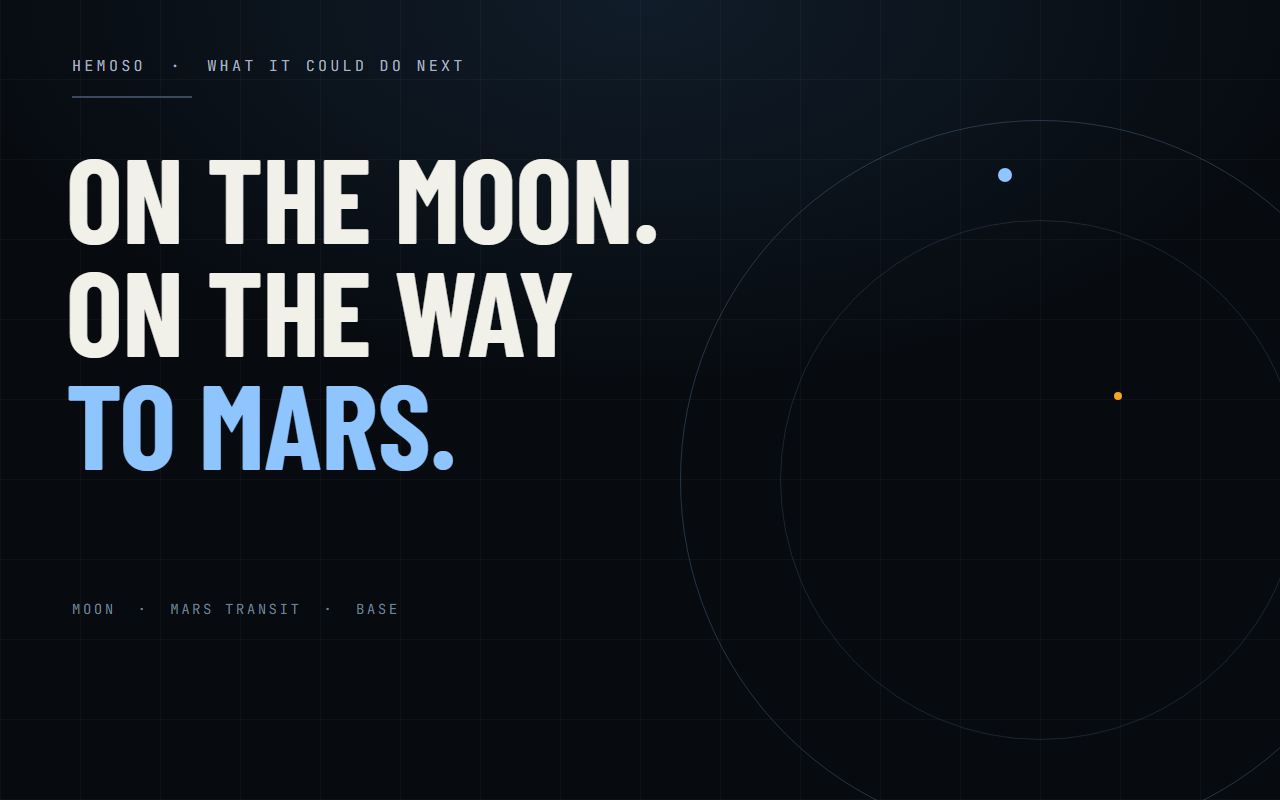 HEMOSO · WHAT IT COULD DO NEXT
ON THE MOON.
ON THE WAY
TO MARS.
MOON · MARS TRANSIT · BASE